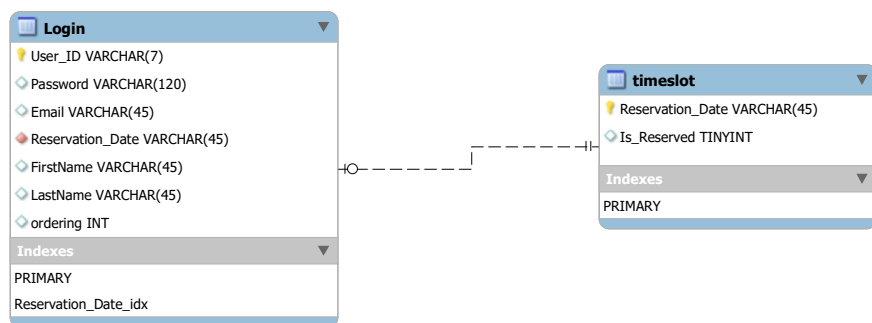 Login
User_ID VARCHAR(7)
Password VARCHAR(120)
Email VARCHAR(45)
Reservation_Date VARCHAR(45)
FirstName VARCHAR(45)
LastName VARCHAR(45)
ordering INT
Indexes
PRIMARY
Reservation_Date_idx
timeslot
Reservation_Date VARCHAR(45)
Is_Reserved TINYINT
Indexes
PRIMARY